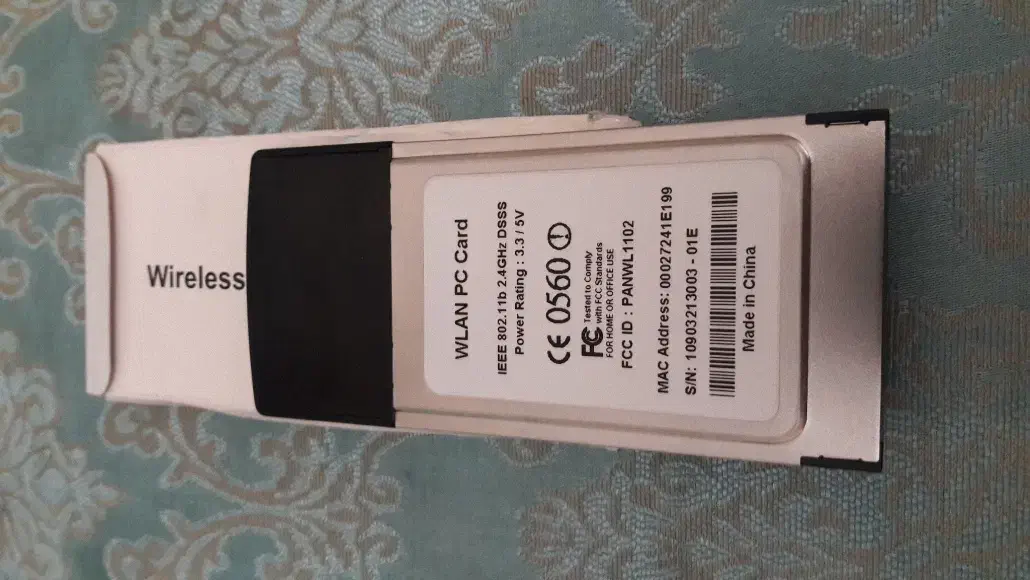 Wireless
WLAN PC Card
IEEE 802.11b 2.4GHz DSSS
Power Rating : 3.3 / 5V
CE 0560
FC Tested to Comply
with FCC Standards
FOR HOME OR OFFICE USE
FCC ID : PANWL1102
MAC Address: 00027241E199
S/N: 10903213003 - 01E
Made in China